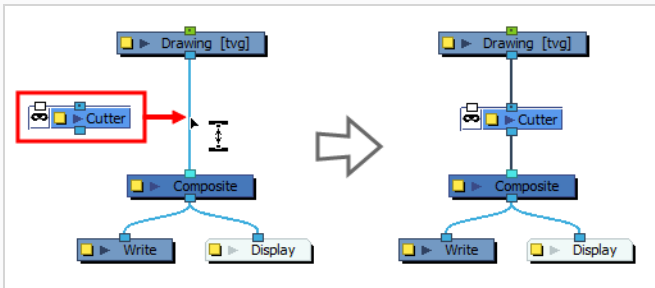 Drawing [tvg]
Cutter
Composite
Write
Display
Drawing [tvg]
Cutter
Composite
Write
Display